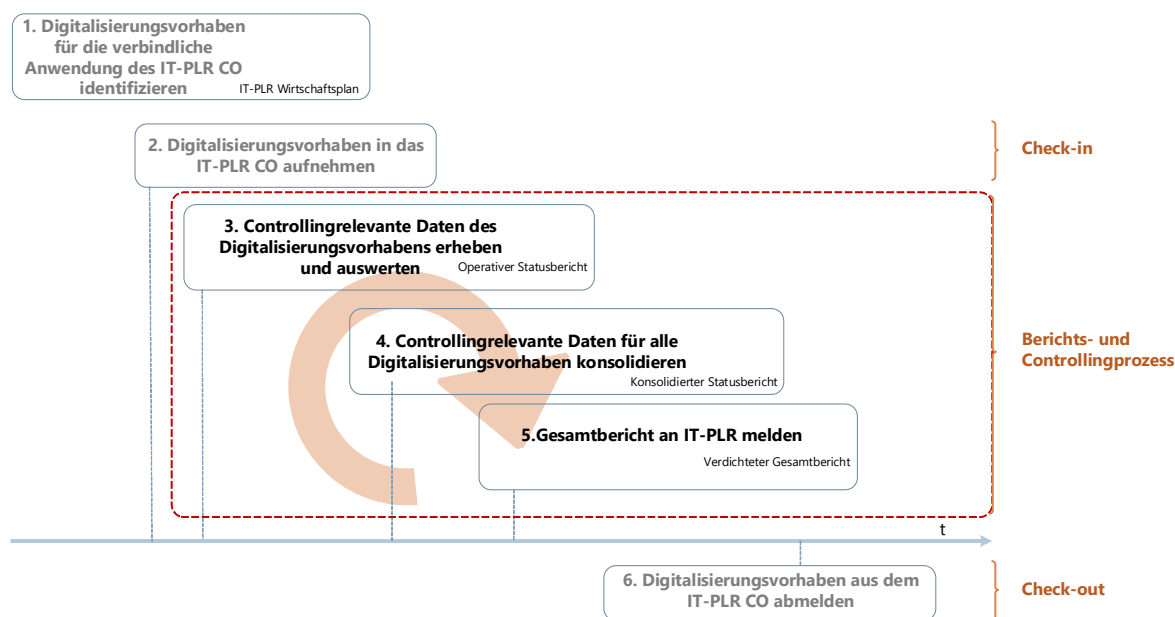 1. Digitalisierungsvorhaben
für die verbindliche
Anwendung des IT-PLR CO
identifizieren
IT-PLR Wirtschaftsplan
2. Digitalisierungsvorhaben in das
IT-PLR CO aufnehmen
Check-in
3. Controllingrelevante Daten des
Digitalisierungsvorhabens erheben
und auswerten
Operativer Statusbericht
4. Controllingrelevante Daten für alle
Digitalisierungsvorhaben konsolidieren
Konsolidierter Statusbericht
Berichts- und
Controllingprozess
5.Gesamtbericht an IT-PLR melden
Verdichteter Gesamtbericht
t
6. Digitalisierungsvorhaben aus dem
IT-PLR CO abmelden
Check-out